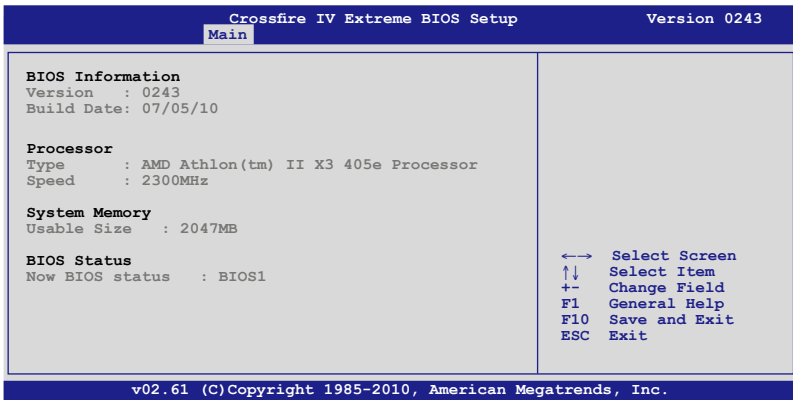 Crossfire IV Extreme BIOS Setup Version 0243
Main
BIOS Information
Version : 0243
Build Date: 07/05/10
Processor
Type : AMD Athlon(tm) II X3 405e Processor
Speed : 2300MHz
System Memory
Usable Size : 2047MB
BIOS Status
Now BIOS status : BIOS1
←→ Select Screen
↑↓ Select Item
+- Change Field
F1 General Help
F10 Save and Exit
ESC Exit
v02.61 (C)Copyright 1985-2010, American Megatrends, Inc.